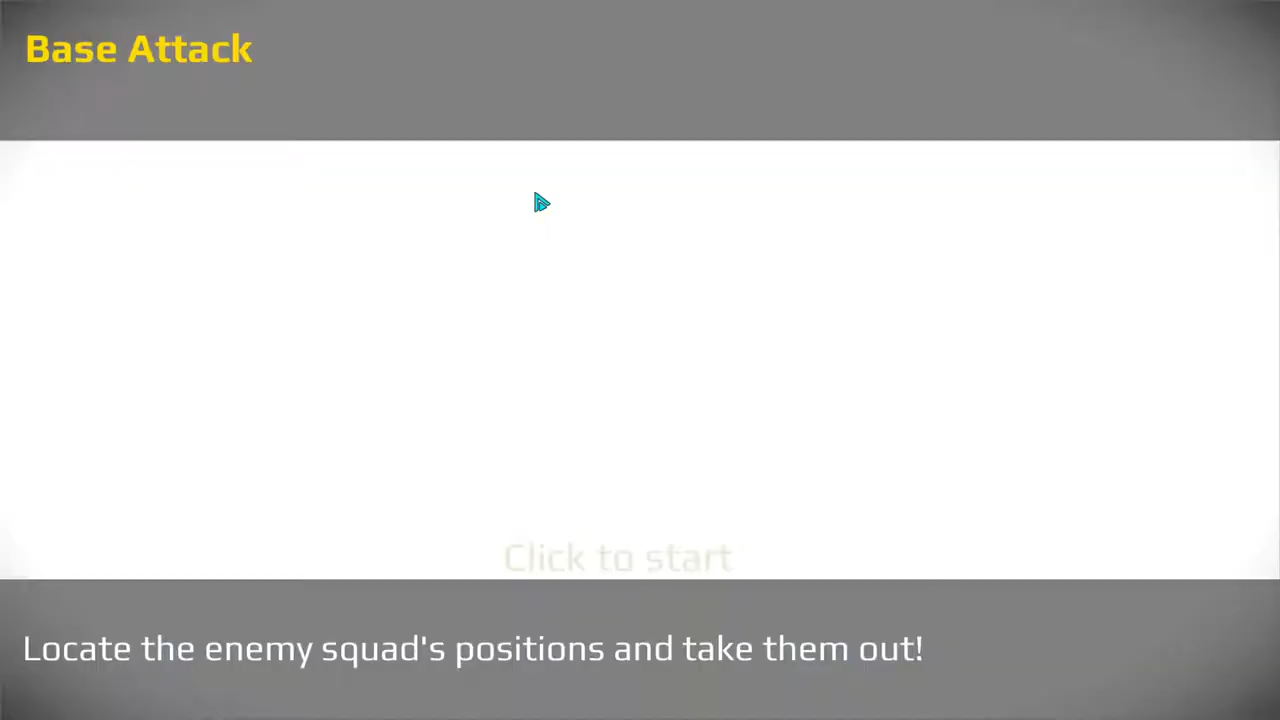 Base Attack
Click to start
Locate the enemy squad's positions and take them out!